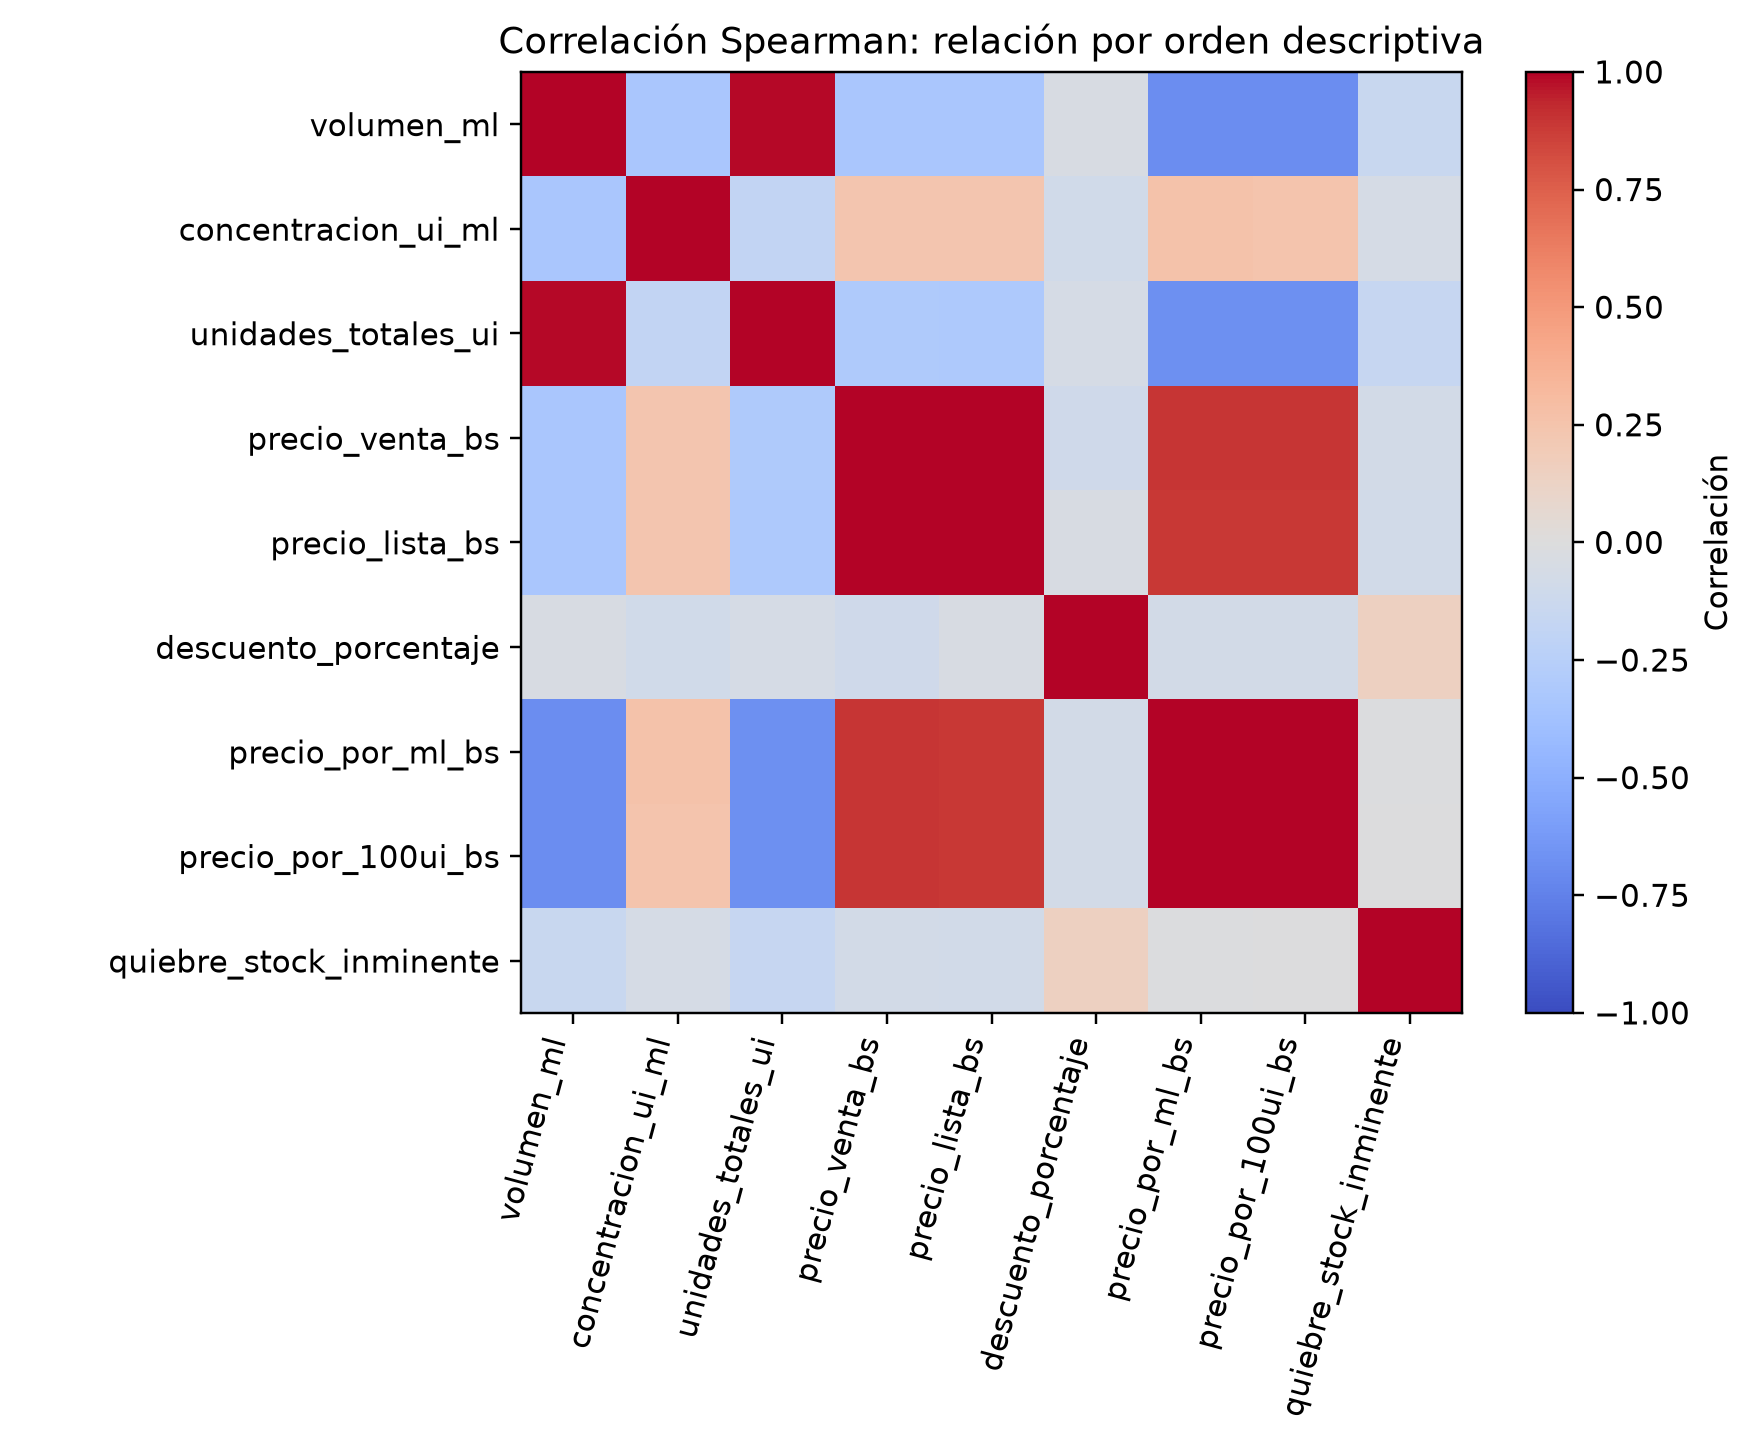 Correlación Spearman: relación por orden descriptiva
volumen_ml
concentracion_ui_ml
unidades_totales_ui
precio_venta_bs
precio_lista_bs
descuento_porcentaje
precio_por_ml_bs
precio_por_100ui_bs
quiebre_stock_inminente
volumen_ml
concentracion_ui_ml
unidades_totales_ui
precio_venta_bs
precio_lista_bs
descuento_porcentaje
precio_por_ml_bs
precio_por_100ui_bs
quiebre_stock_inminente
1.00
0.75
0.50
0.25
0.00
−0.25
−0.50
−0.75
−1.00
Correlación